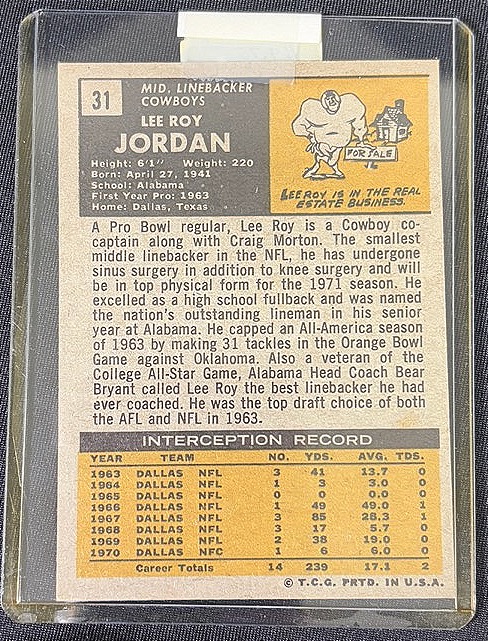 31
MID. LINEBACKER
COWBOYS
LEE ROY
JORDAN
Height: 6'1" Weight: 220
Born: April 27, 1941
School: Alabama
First Year Pro: 1963
Home: Dallas, Texas
FOR SALE
LEE ROY IS IN THE REAL
ESTATE BUSINESS.
A Pro Bowl regular, Lee Roy is a Cowboy co-
captain along with Craig Morton. The smallest
middle linebacker in the NFL, he has undergone
sinus surgery in addition to knee surgery and will
be in top physical form for the 1971 season. He
excelled as a high school fullback and was named
the nation's outstanding lineman in his senior
year at Alabama. He capped an All-America season
of 1963 by making 31 tackles in the Orange Bowl
Game against Oklahoma. Also a veteran of the
College All-Star Game, Alabama Head Coach Bear
Bryant called Lee Roy the best linebacker he had
ever coached. He was the top draft choice of both
the AFL and NFL in 1963.
INTERCEPTION RECORD
YEAR TEAM NO. YDS. AVG. TDS.
1963 DALLAS NFL 3 41 13.7 0
1964 DALLAS NFL 1 3 3.0 0
1965 DALLAS NFL 0 0 0.0 0
1966 DALLAS NFL 1 49 49.0 1
1967 DALLAS NFL 3 85 28.3 1
1968 DALLAS NFL 3 17 5.7 0
1969 DALLAS NFL 2 38 19.0 0
1970 DALLAS NFC 1 6 6.0 0
Career Totals 14 239 17.1 2
© T.C.G. PRTD. IN U.S.A.